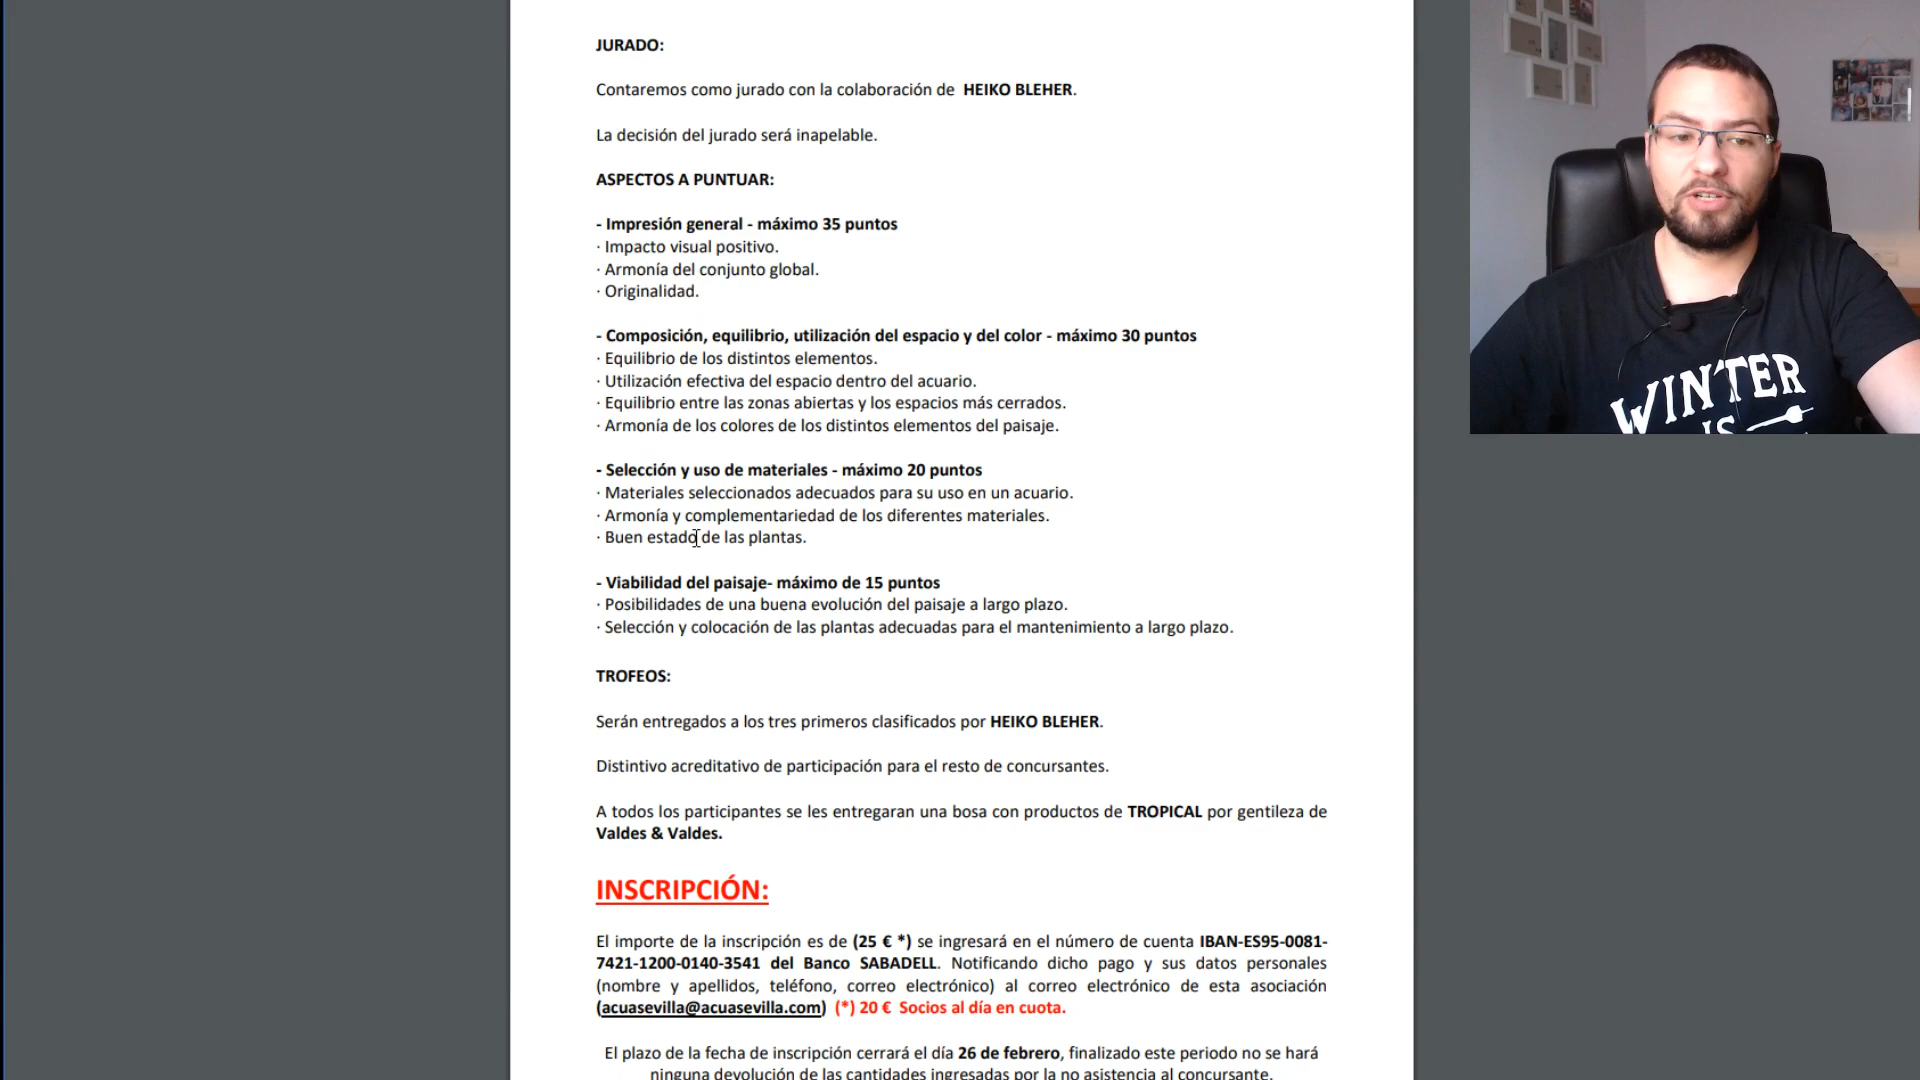 JURADO:
Contaremos como jurado con la colaboración de HEIKO BLEHER.
La decisión del jurado será inapelable.
ASPECTOS A PUNTUAR:
- Impresión general - máximo 35 puntos
· Impacto visual positivo.
· Armonía del conjunto global.
· Originalidad.
- Composición, equilibrio, utilización del espacio y del color - máximo 30 puntos
· Equilibrio de los distintos elementos.
· Utilización efectiva del espacio dentro del acuario.
· Equilibrio entre las zonas abiertas y los espacios más cerrados.
· Armonía de los colores de los distintos elementos del paisaje.
- Selección y uso de materiales - máximo 20 puntos
· Materiales seleccionados adecuados para su uso en un acuario.
· Armonía y complementariedad de los diferentes materiales.
· Buen estado de las plantas.
- Viabilidad del paisaje- máximo de 15 puntos
· Posibilidades de una buena evolución del paisaje a largo plazo.
· Selección y colocación de las plantas adecuadas para el mantenimiento a largo plazo.
TROFEOS:
Serán entregados a los tres primeros clasificados por HEIKO BLEHER.
Distintivo acreditativo de participación para el resto de concursantes.
A todos los participantes se les entregaran una bosa con productos de TROPICAL por gentileza de
Valdes & Valdes.
INSCRIPCIÓN:
El importe de la inscripción es de (25 € *) se ingresará en el número de cuenta IBAN-ES95-0081-
7421-1200-0140-3541 del Banco SABADELL. Notificando dicho pago y sus datos personales
(nombre y apellidos, teléfono, correo electrónico) al correo electrónico de esta asociación
(acuasevilla@acuasevilla.com) (*) 20 € Socios al día en cuota.
El plazo de la fecha de inscripción cerrará el día 26 de febrero, finalizado este periodo no se hará
ninguna devolución de las cantidades ingresadas por la no asistencia al concursante.
WINTER
IS